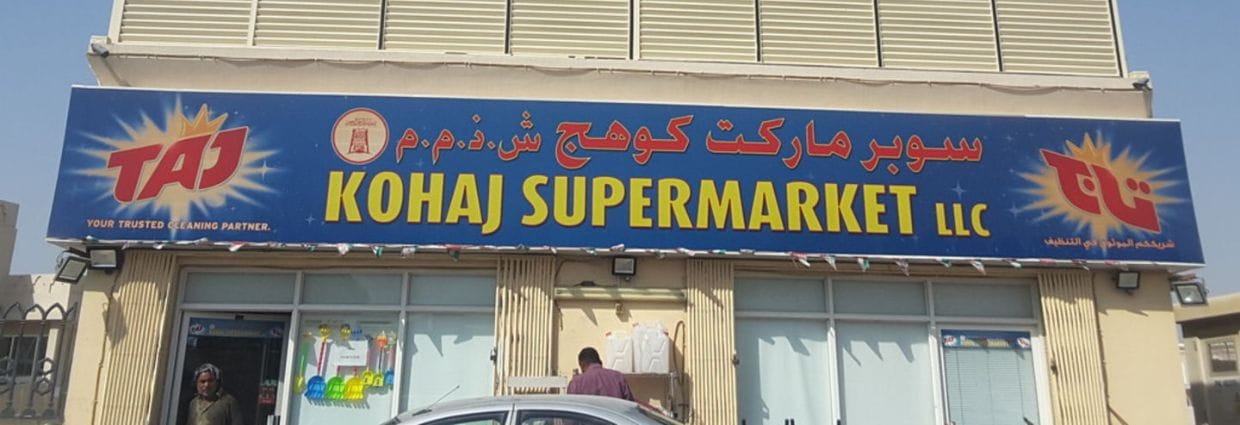 سوبر ماركت كوهج ش.ذ.م.م
KOHAJ SUPERMARKET LLC
TAJ
YOUR TRUSTED CLEANING PARTNER.
تاج
شريككم الموثوق في التنظيف